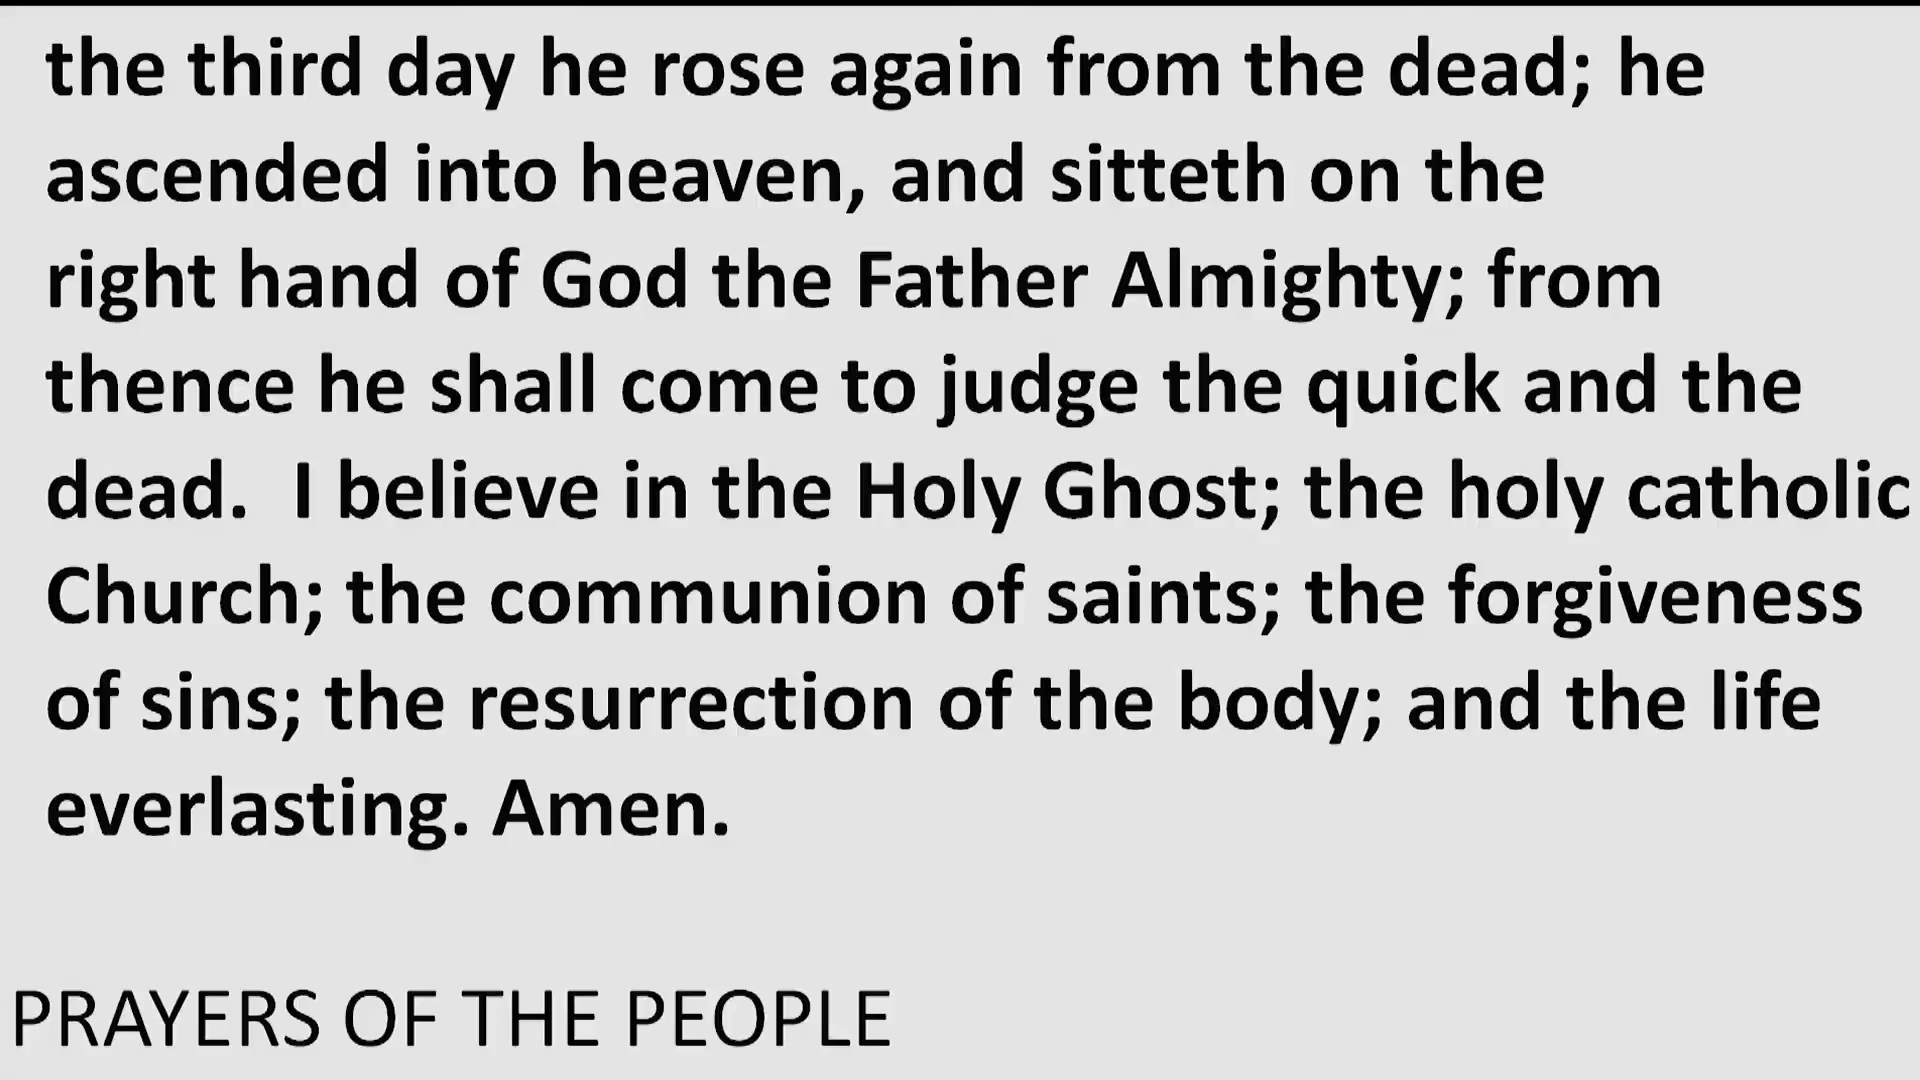 the third day he rose again from the dead; he
ascended into heaven, and sitteth on the
right hand of God the Father Almighty; from
thence he shall come to judge the quick and the
dead.  I believe in the Holy Ghost; the holy catholic
Church; the communion of saints; the forgiveness
of sins; the resurrection of the body; and the life
everlasting. Amen.
PRAYERS OF THE PEOPLE